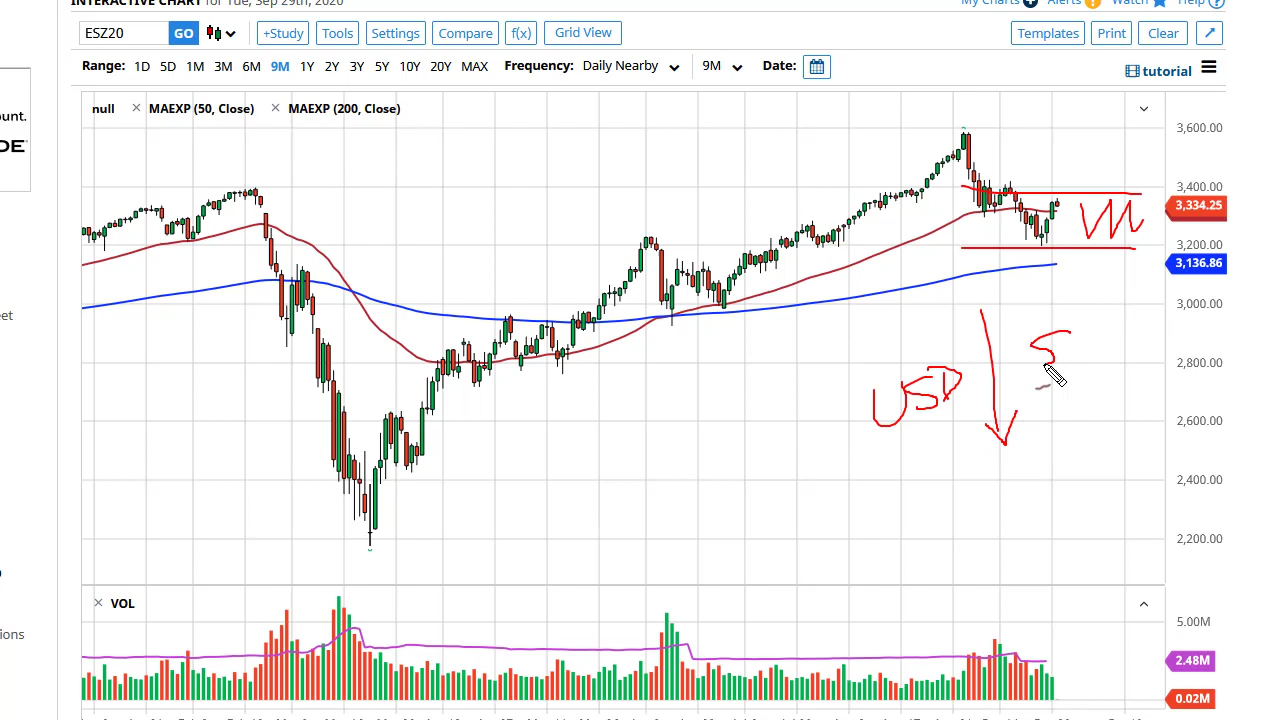 INTERACTIVE CHART for Tue, Sep 29th, 2020
My Charts Alerts Watch Help
ESZ20 GO +Study Tools Settings Compare f(x) Grid View Templates Print Clear
Range: 1D 5D 1M 3M 6M 9M 1Y 2Y 3Y 5Y 10Y 20Y MAX Frequency: Daily Nearby 9M Date: tutorial
null MAEXP (50, Close) MAEXP (200, Close)
ount.
DE
3,600.00
3,400.00
3,334.25
3,200.00
3,136.86
3,000.00
eet
2,800.00
USD
2,600.00
2,400.00
2,200.00
VOL
5.00M
ions
2.48M
0.02M